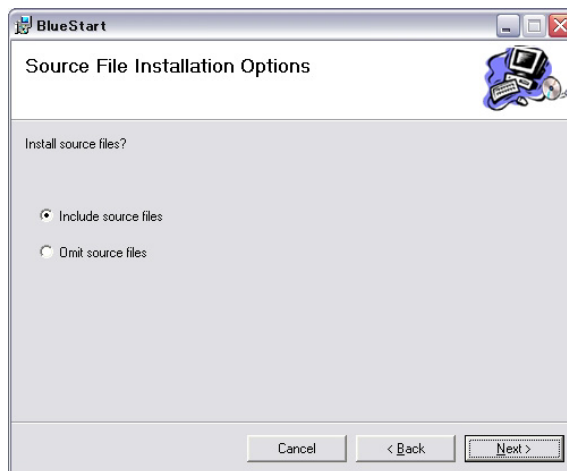 BlueStart
Source File Installation Options
Install source files?
Include source files
Omit source files
Cancel
< Back
Next >